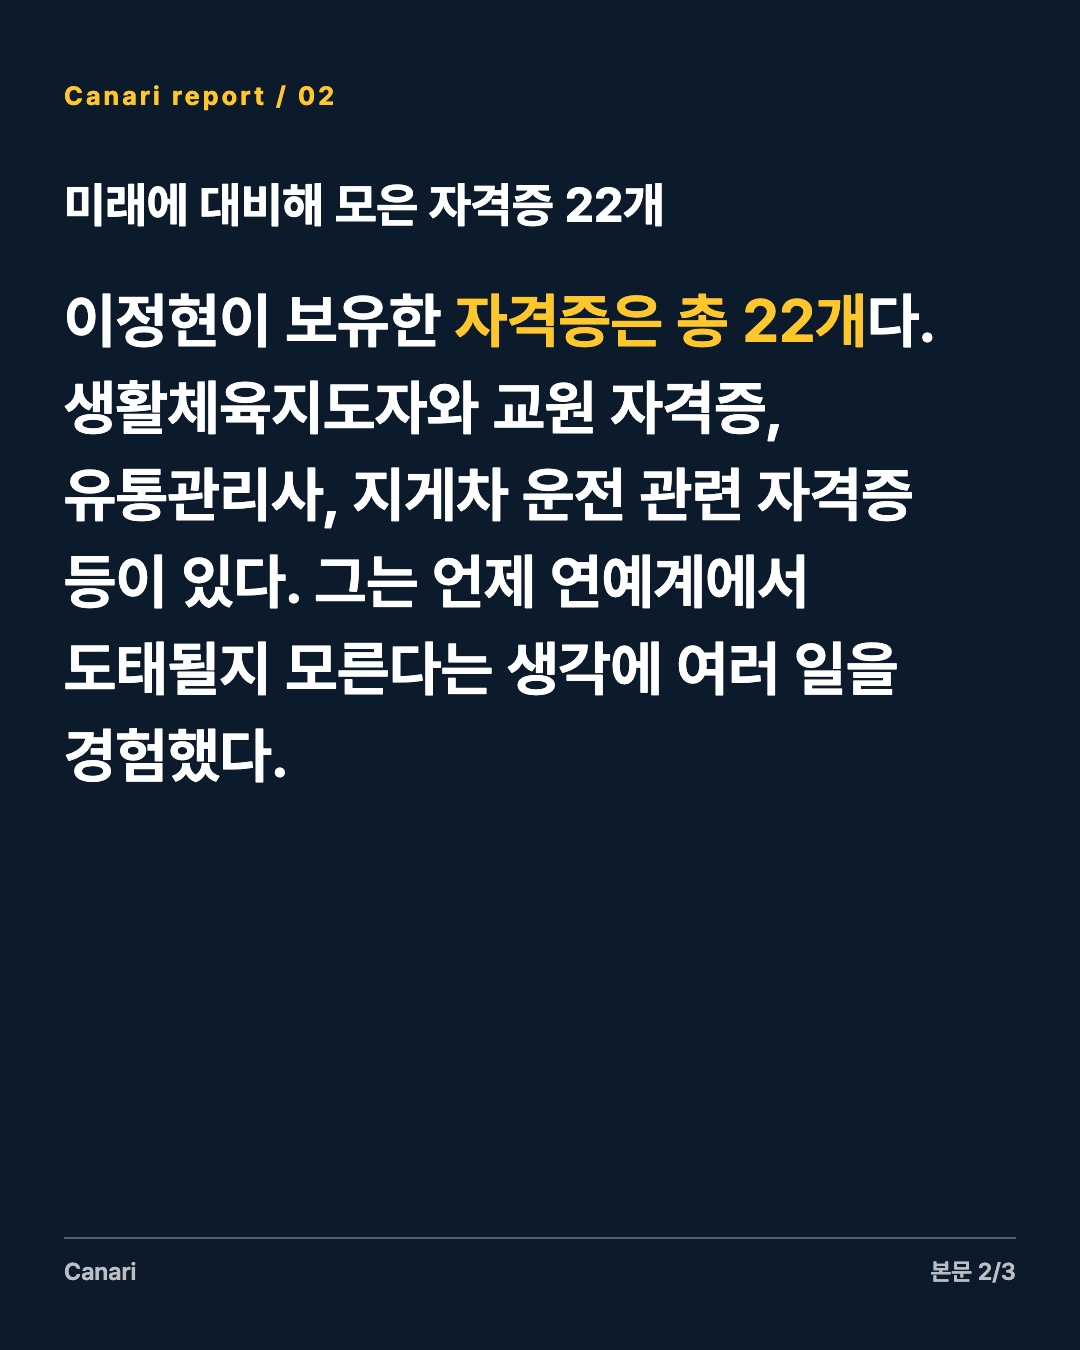 Canari report / 02
미래에 대비해 모은 자격증 22개
이정현이 보유한 자격증은 총 22개다.
생활체육지도자와 교원 자격증,
유통관리사, 지게차 운전 관련 자격증
등이 있다. 그는 언제 연예계에서
도태될지 모른다는 생각에 여러 일을
경험했다.
Canari
본문 2/3